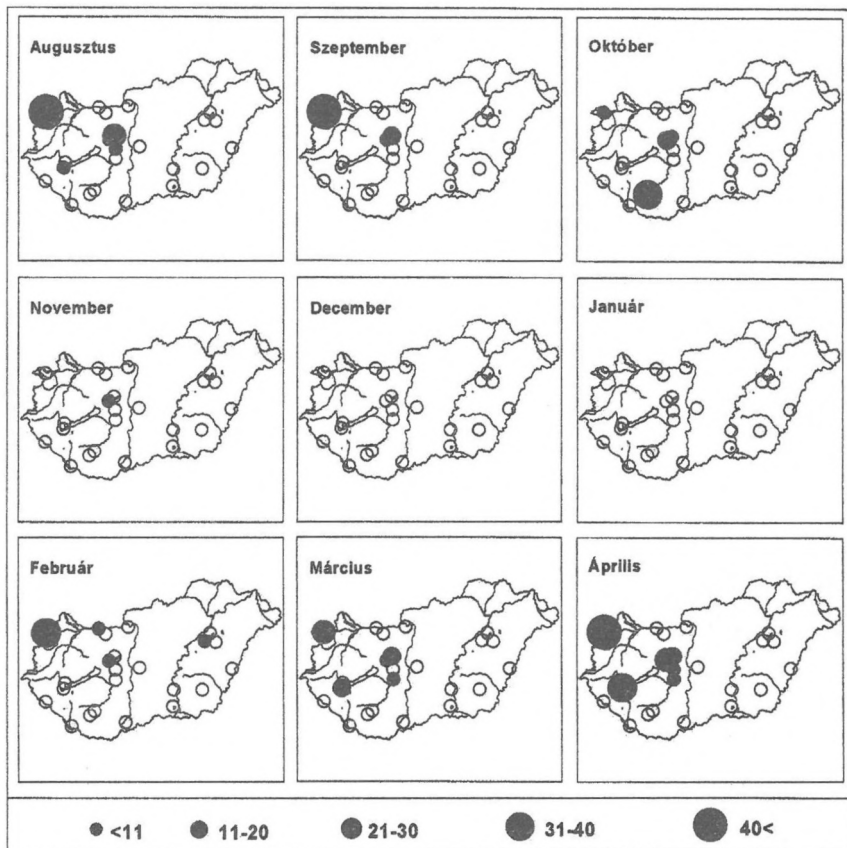 Augusztus
Szeptember
Október
November
December
Január
Február
Március
Április
<11
11-20
21-30
31-40
40<